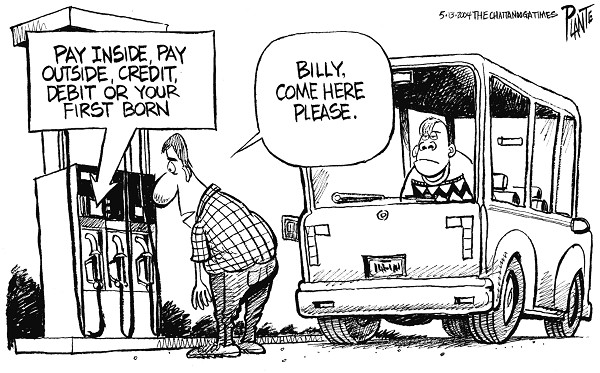 5-13-2004 THE CHATTANOOGA TIMES
PLANTE
PAY INSIDE, PAY
OUTSIDE, CREDIT,
DEBIT OR YOUR
FIRST BORN
BILLY,
COME HERE
PLEASE.